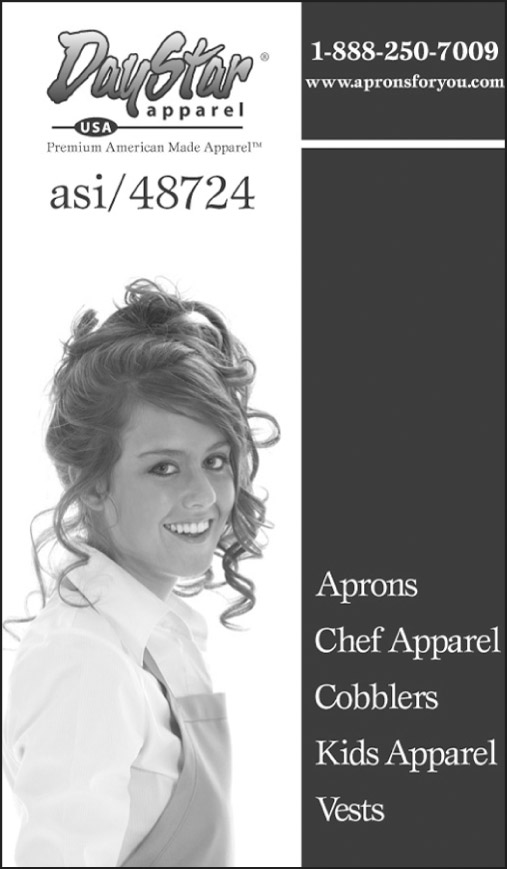 DayStar®
apparel
USA
Premium American Made Apparel™
asi/48724
1-888-250-7009
www.apronsforyou.com
Aprons
Chef Apparel
Cobblers
Kids Apparel
Vests